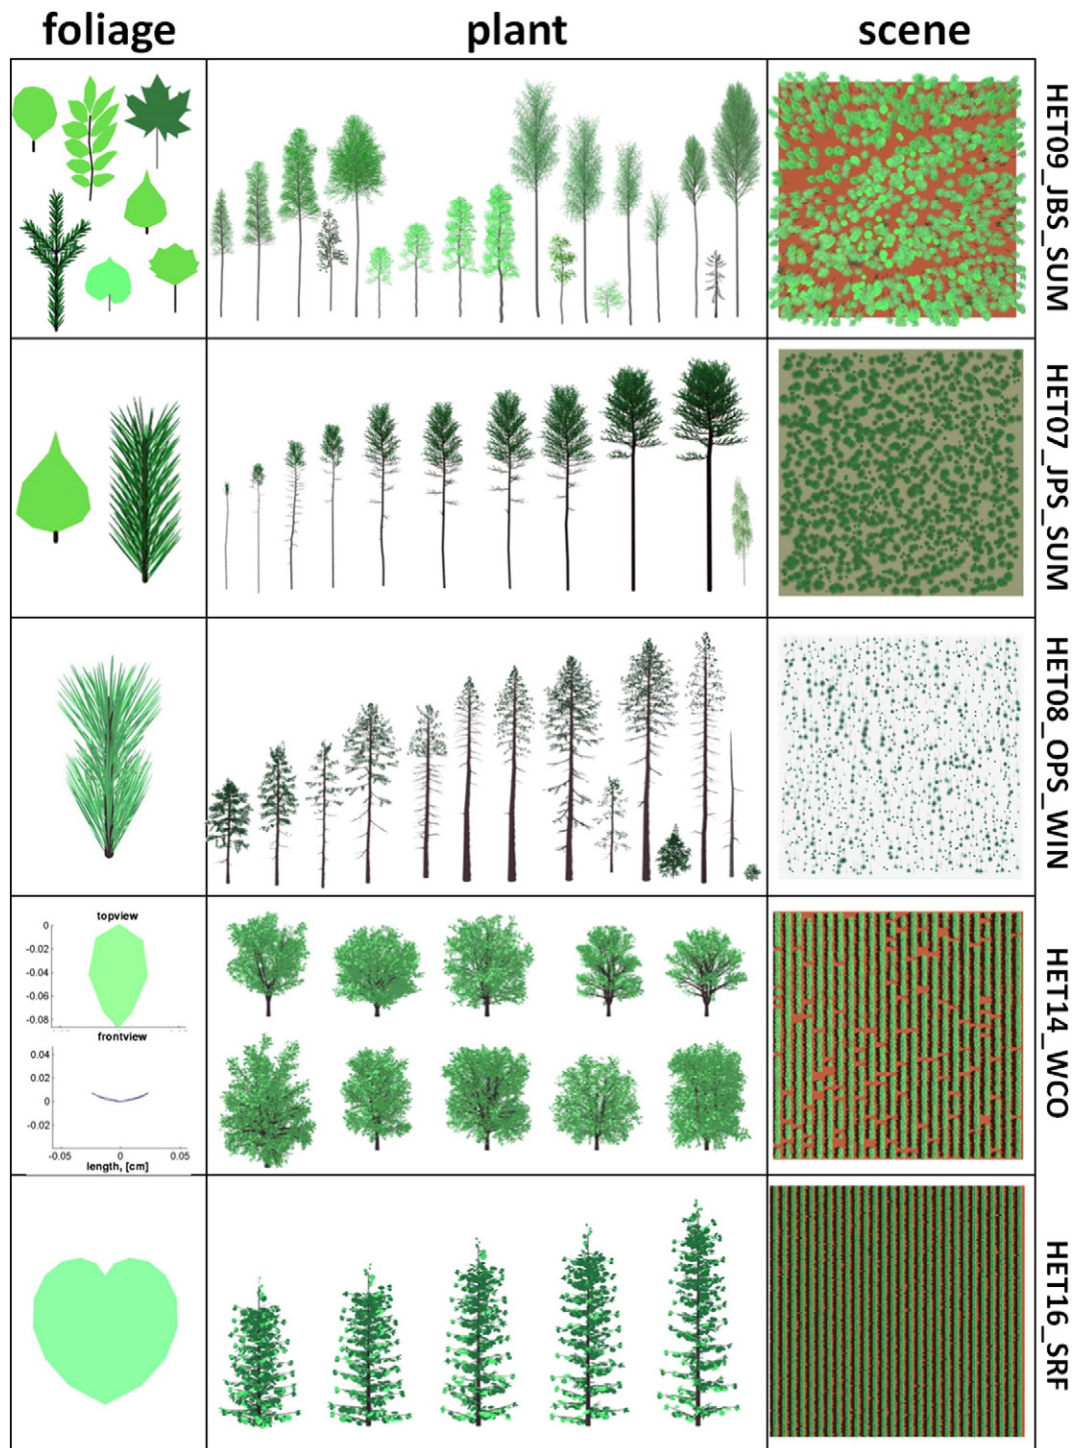 foliage plant scene
HET09_JBS_SUM
HET07_JPS_SUM
HET08_OPS_WIN
topview
0
-0.02
-0.04
-0.06
-0.08
frontview
0.04
0.02
0
-0.02
-0.05 0 0.05
length, [cm]
HET14_WCO
HET16_SRF